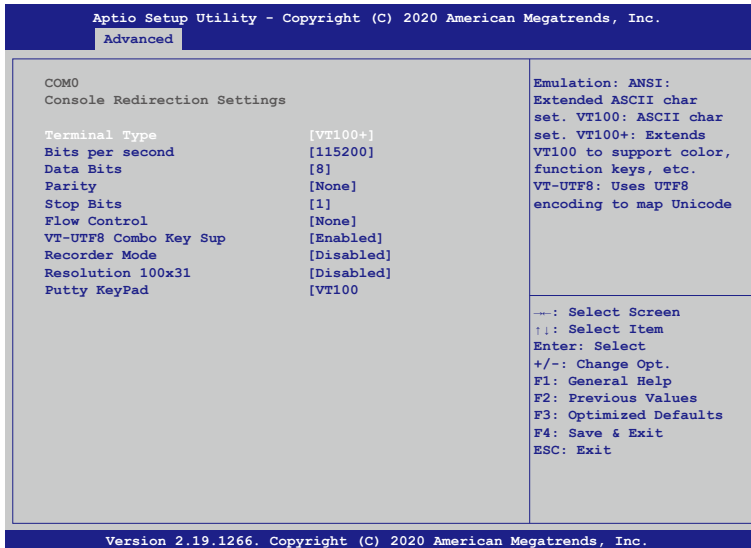 Aptio Setup Utility - Copyright (C) 2020 American Megatrends, Inc.
Advanced
COM0
Console Redirection Settings
Terminal Type [VT100+]
Bits per second [115200]
Data Bits [8]
Parity [None]
Stop Bits [1]
Flow Control [None]
VT-UTF8 Combo Key Sup [Enabled]
Recorder Mode [Disabled]
Resolution 100x31 [Disabled]
Putty KeyPad [VT100
Emulation: ANSI:
Extended ASCII char
set. VT100: ASCII char
set. VT100+: Extends
VT100 to support color,
function keys, etc.
VT-UTF8: Uses UTF8
encoding to map Unicode
→←: Select Screen
↑↓: Select Item
Enter: Select
+/-: Change Opt.
F1: General Help
F2: Previous Values
F3: Optimized Defaults
F4: Save & Exit
ESC: Exit
Version 2.19.1266. Copyright (C) 2020 American Megatrends, Inc.